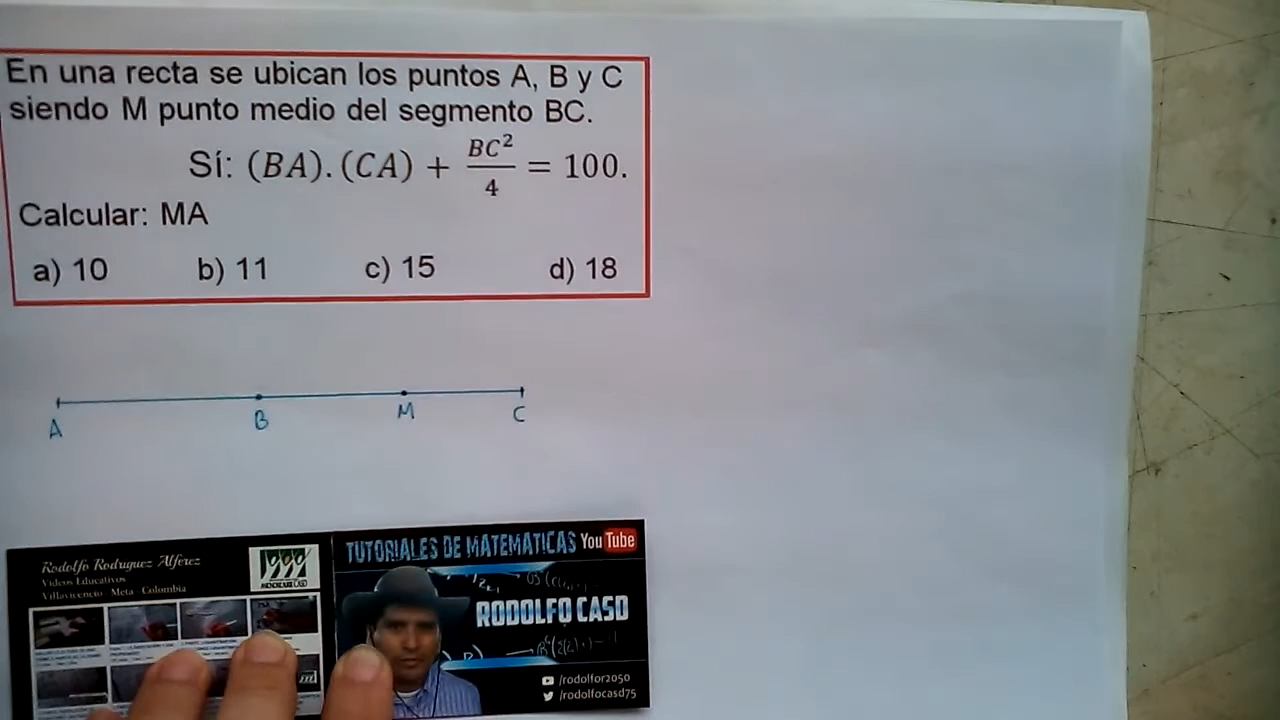 En una recta se ubican los puntos A, B y C
siendo M punto medio del segmento BC.
Sí: (BA).(CA) + BC²/4 = 100.
Calcular: MA
a) 10 b) 11 c) 15 d) 18
A B M C
Rodolfo Rodriguez Alferez
Videos Educativos
Villavicencio - Meta - Colombia
TUTORIALES DE MATEMATICAS YouTube
RODOLFO CASD
/rodolfor2050
/rodolfocasd75